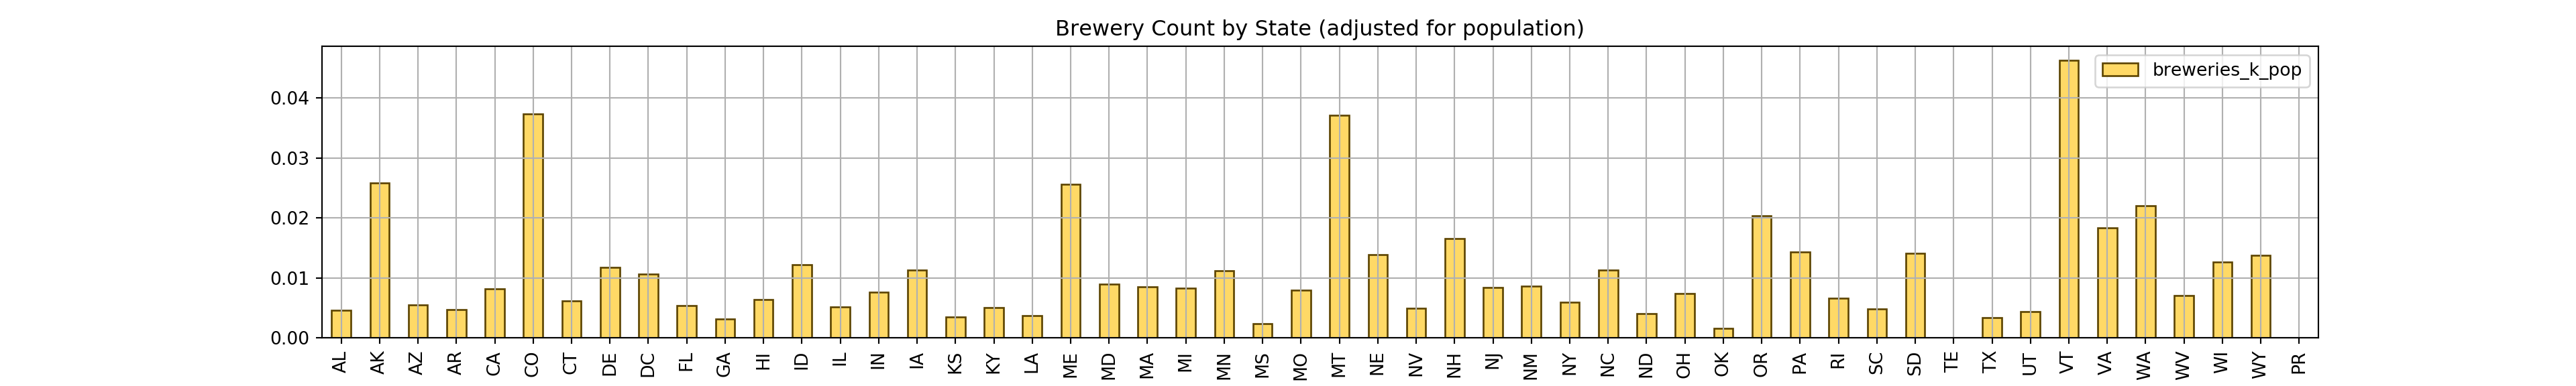 Brewery Count by State (adjusted for population)
breweries_k_pop
0.04
0.03
0.02
0.01
0.00
AL AK AZ AR CA CO CT DE DC FL GA HI ID IL IN IA KS KY LA ME MD MA MI MN MS MO MT NE NV NH NJ NM NY NC ND OH OK OR PA RI SC SD TE TX UT VT VA WA WV WI WY PR